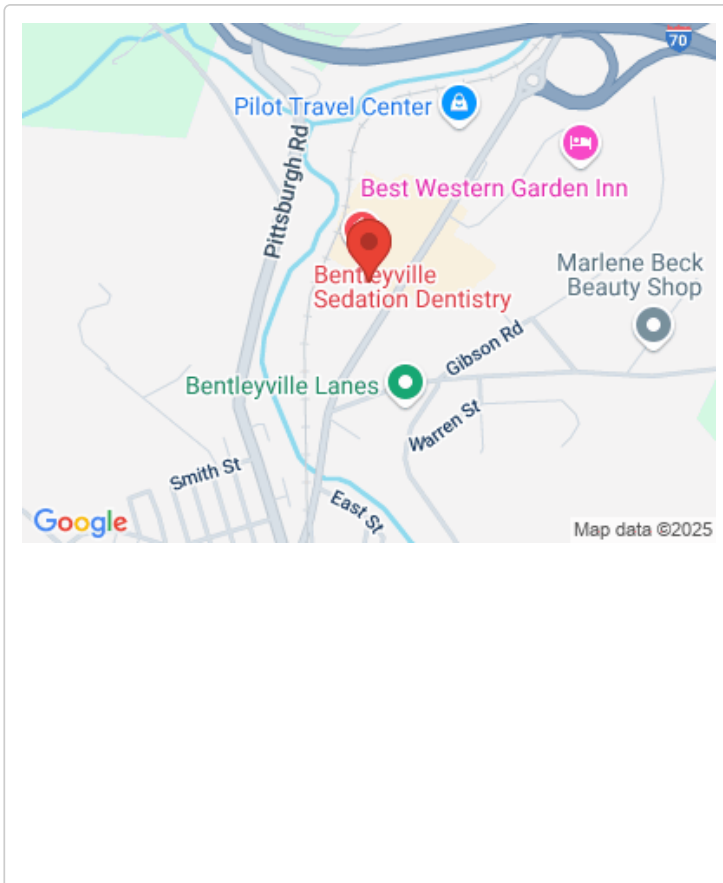 70
Pilot Travel Center
Pittsburgh Rd
Best Western Garden Inn
Bentleyville
Sedation Dentistry
Marlene Beck
Beauty Shop
Gibson Rd
Bentleyville Lanes
Warren St
Smith St
East St
Google
Map data ©2025